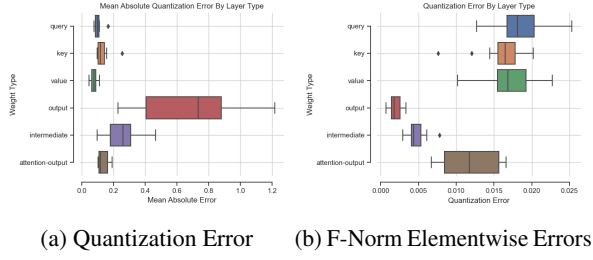 Mean Absolute Quantization Error By Layer Type
query
key
value
output
intermediate
attention-output
Weight Type
0.0 0.2 0.4 0.6 0.8 1.0 1.2
Mean Absolute Error
(a) Quantization Error
Quantization Error By Layer Type
query
key
value
output
intermediate
attention-output
Weight Type
0.000 0.005 0.010 0.015 0.020 0.025
Quantization Error
(b) F-Norm Elementwise Errors